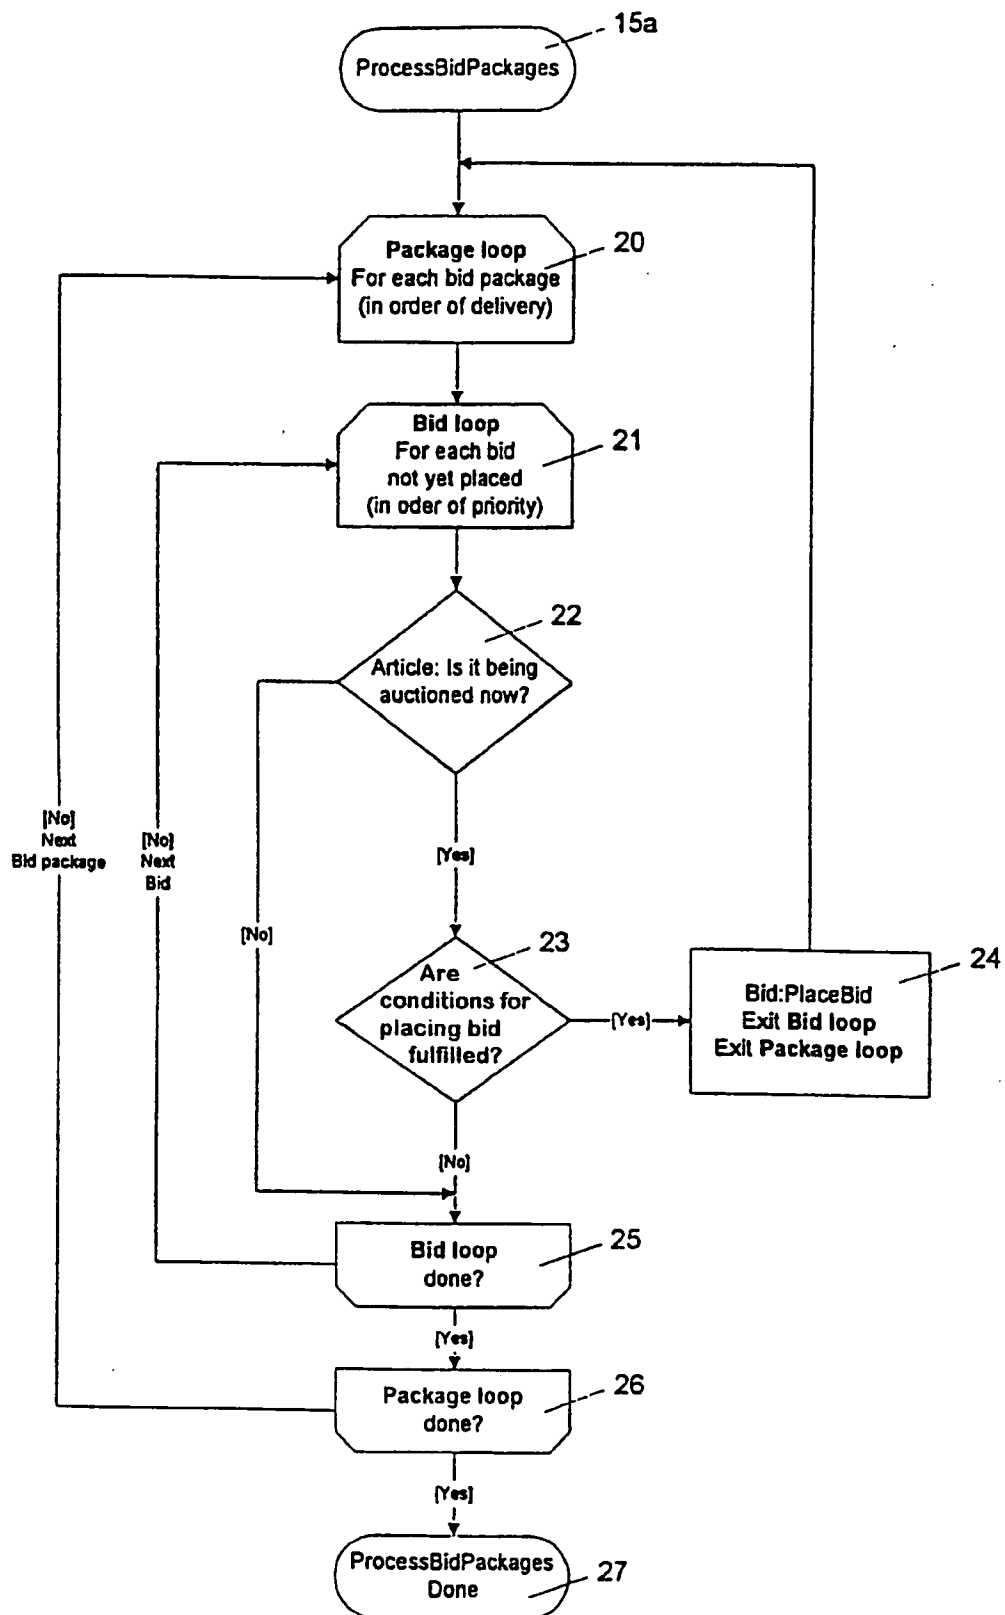 15a
ProcessBidPackages
20
Package loop
For each bid package
(in order of delivery)
21
Bid loop
For each bid
not yet placed
(in oder of priority)
22
Article: Is it being
auctioned now?
[No]
Next
Bid package
[No]
Next
Bid
[No]
[Yes]
23
Are
conditions for
placing bid
fulfilled?
[Yes]
24
Bid:PlaceBid
Exit Bid loop
Exit Package loop
[No]
25
Bid loop
done?
[Yes]
26
Package loop
done?
[Yes]
27
ProcessBidPackages
Done